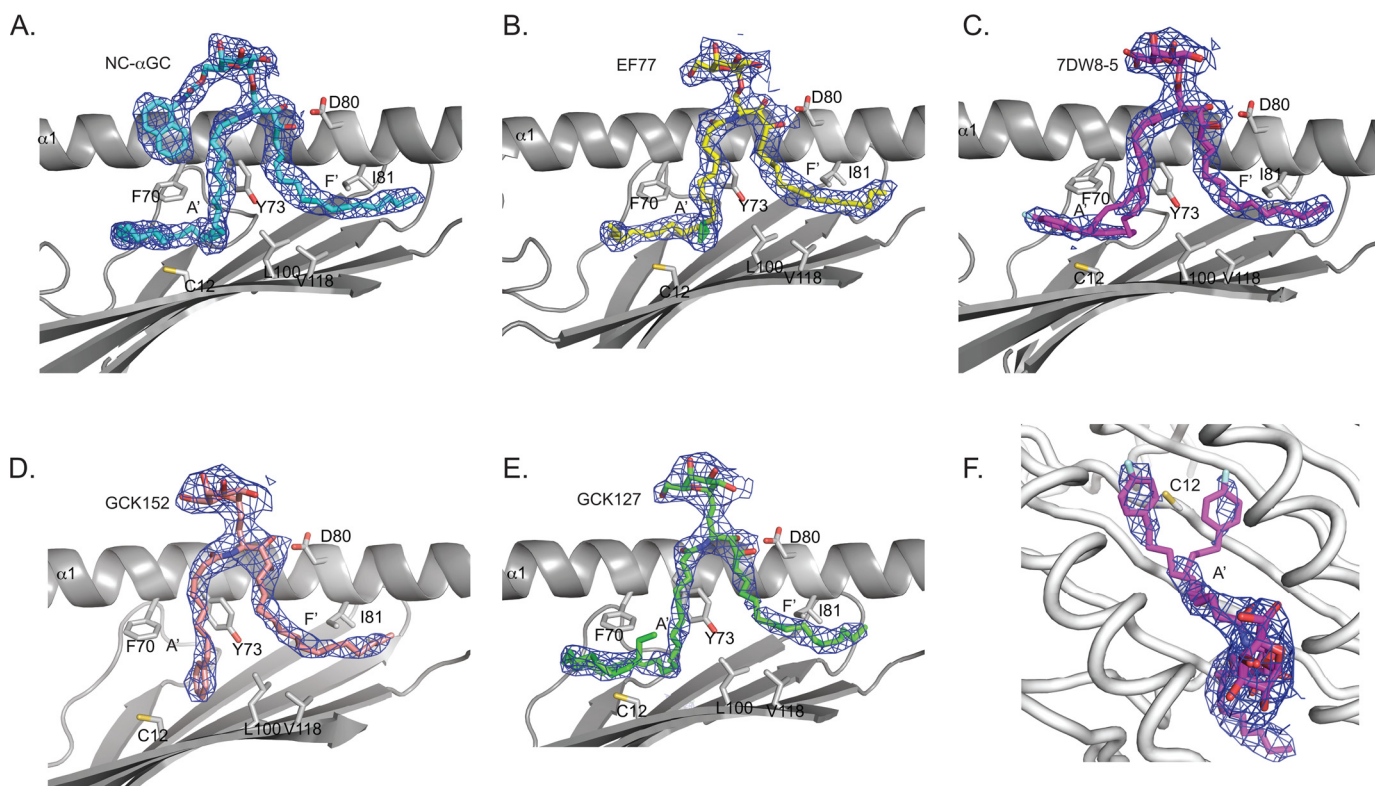 A.
NC-αGC
D80
α1
F70
A'
Y73
F'
I81
C12
L100
V118
B.
EF77
D80
α1
F70
A'
Y73
F'
I81
C12
L100
V118
C.
7DW8-5
D80
α1
F70
A'
Y73
F'
I81
C12
L100
V118
D.
GCK152
D80
α1
F70
A'
Y73
F'
I81
C12
L100
V118
E.
GCK127
D80
α1
F70
A'
Y73
F'
I81
C12
L100
V118
F.
C12
A'